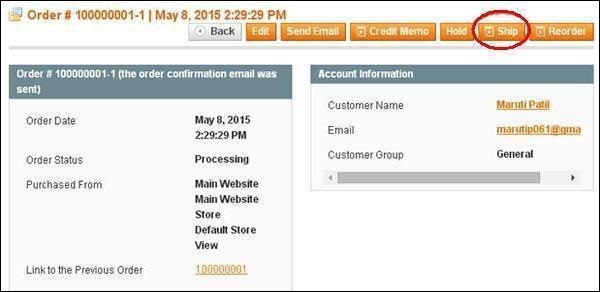 Order # 100000001-1 | May 8, 2015 2:29:29 PM
Back Edit Send Email Credit Memo Hold Ship Reorder
Order # 100000001-1 (the order confirmation email was
sent)
Order Date May 8, 2015
2:29:29 PM
Order Status Processing
Purchased From Main Website
Main Website
Store
Default Store
View
Link to the Previous Order 100000001
Account Information
Customer Name Maruti Patil
Email marutip061@gma
Customer Group General